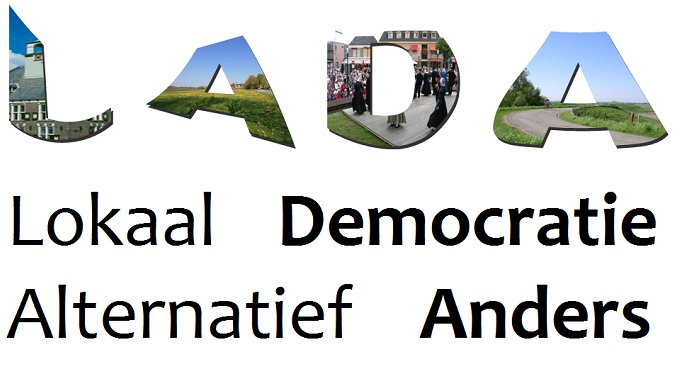 LADA
Lokaal Democratie
Alternatief Anders